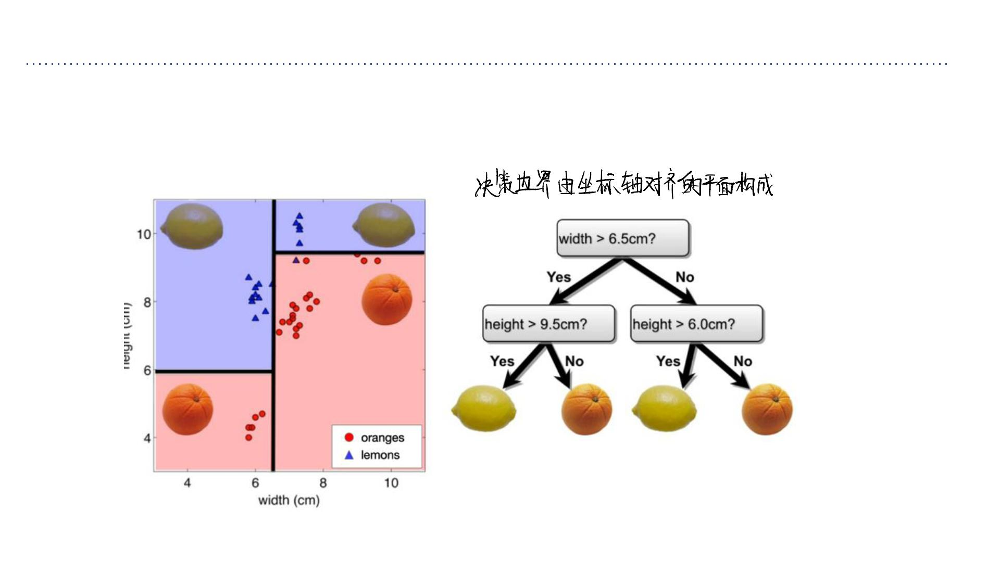 决策边界由坐标轴对齐的平面构成
10
8
6
4
height (cm)
4 6 8 10
width (cm)
oranges
lemons
width > 6.5cm?
Yes No
height > 9.5cm? height > 6.0cm?
Yes No Yes No